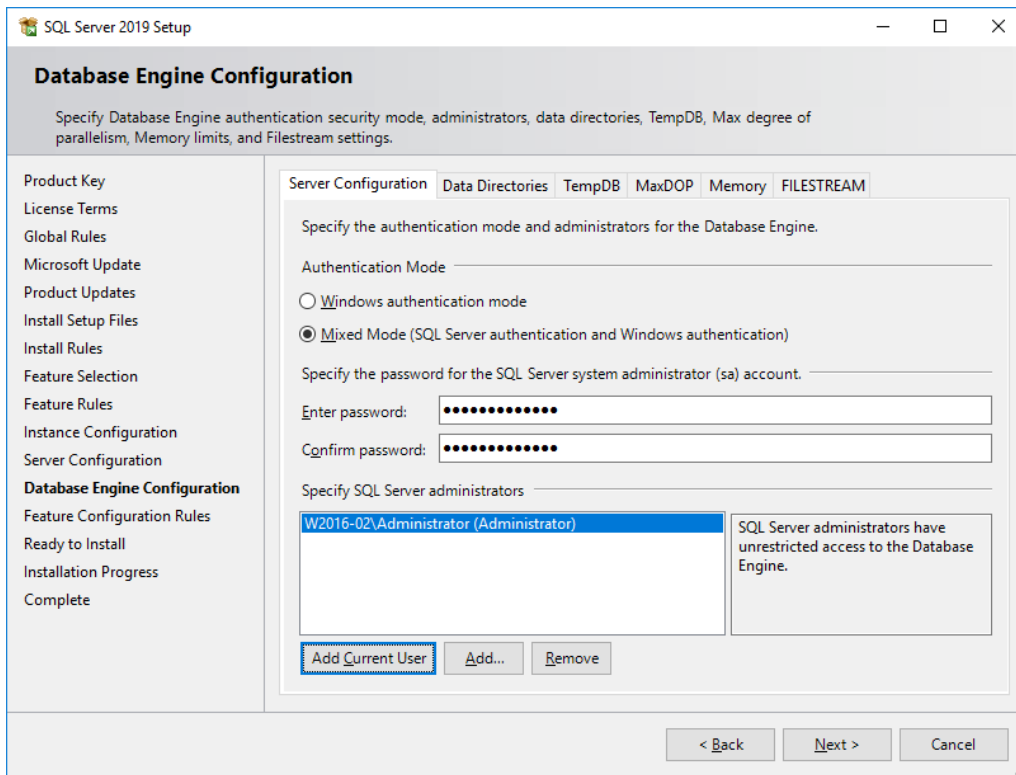 SQL Server 2019 Setup
Database Engine Configuration
Specify Database Engine authentication security mode, administrators, data directories, TempDB, Max degree of
parallelism, Memory limits, and Filestream settings.
Product Key
License Terms
Global Rules
Microsoft Update
Product Updates
Install Setup Files
Install Rules
Feature Selection
Feature Rules
Instance Configuration
Server Configuration
Database Engine Configuration
Feature Configuration Rules
Ready to Install
Installation Progress
Complete
Server Configuration Data Directories TempDB MaxDOP Memory FILESTREAM
Specify the authentication mode and administrators for the Database Engine.
Authentication Mode
Windows authentication mode
Mixed Mode (SQL Server authentication and Windows authentication)
Specify the password for the SQL Server system administrator (sa) account.
Enter password: ●●●●●●●●●●●●●
Confirm password: ●●●●●●●●●●●●●
Specify SQL Server administrators
W2016-02\Administrator (Administrator)
SQL Server administrators have
unrestricted access to the Database
Engine.
Add Current User Add... Remove
< Back Next > Cancel